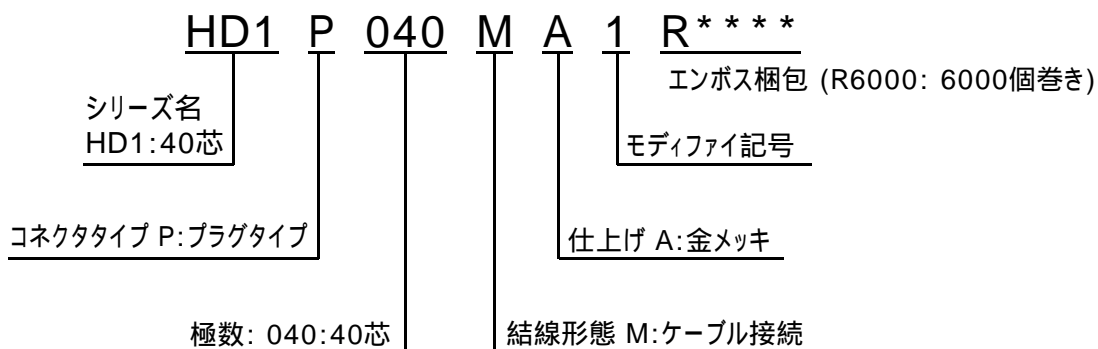 HD1 P 040 M A 1 R****
エンボス梱包 (R6000: 6000個巻き)
シリーズ名
HD1:40芯
モディファイ記号
コネクタタイプ P:プラグタイプ
仕上げ A:金メッキ
極数: 040:40芯
結線形態 M:ケーブル接続